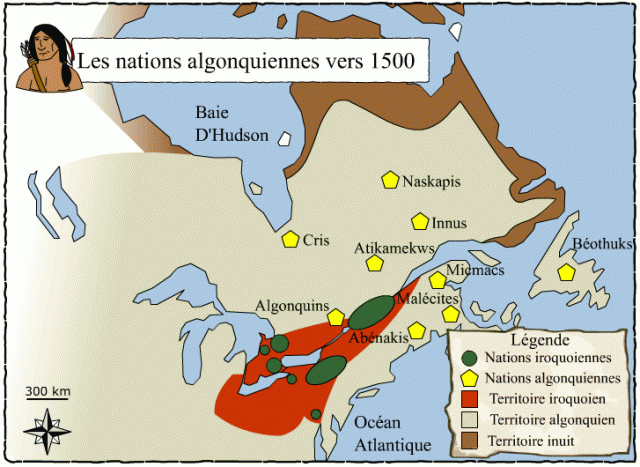 Les nations algonquiennes vers 1500
Baie
D'Hudson
Naskapis
Innus
Cris
Béothuks
Atikamekws
Micmacs
Malécites
Algonquins
Abénakis
Légende
Nations iroquoiennes
Nations algonquiennes
Territoire iroquoien
Territoire algonquien
Territoire inuit
300 km
Océan
Atlantique